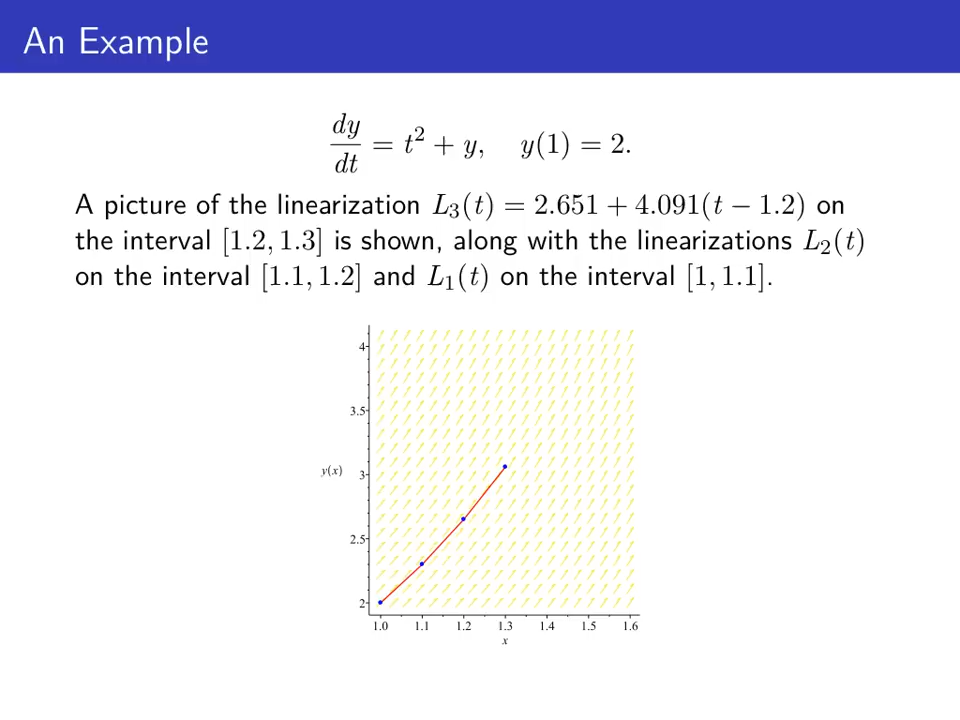 An Example
dy/dt = t² + y, y(1) = 2.
A picture of the linearization L₃(t) = 2.651 + 4.091(t − 1.2) on
the interval [1.2, 1.3] is shown, along with the linearizations L₂(t)
on the interval [1.1, 1.2] and L₁(t) on the interval [1, 1.1].
4
3.5
y(x)
3
2.5
2
1.0 1.1 1.2 1.3 1.4 1.5 1.6
x